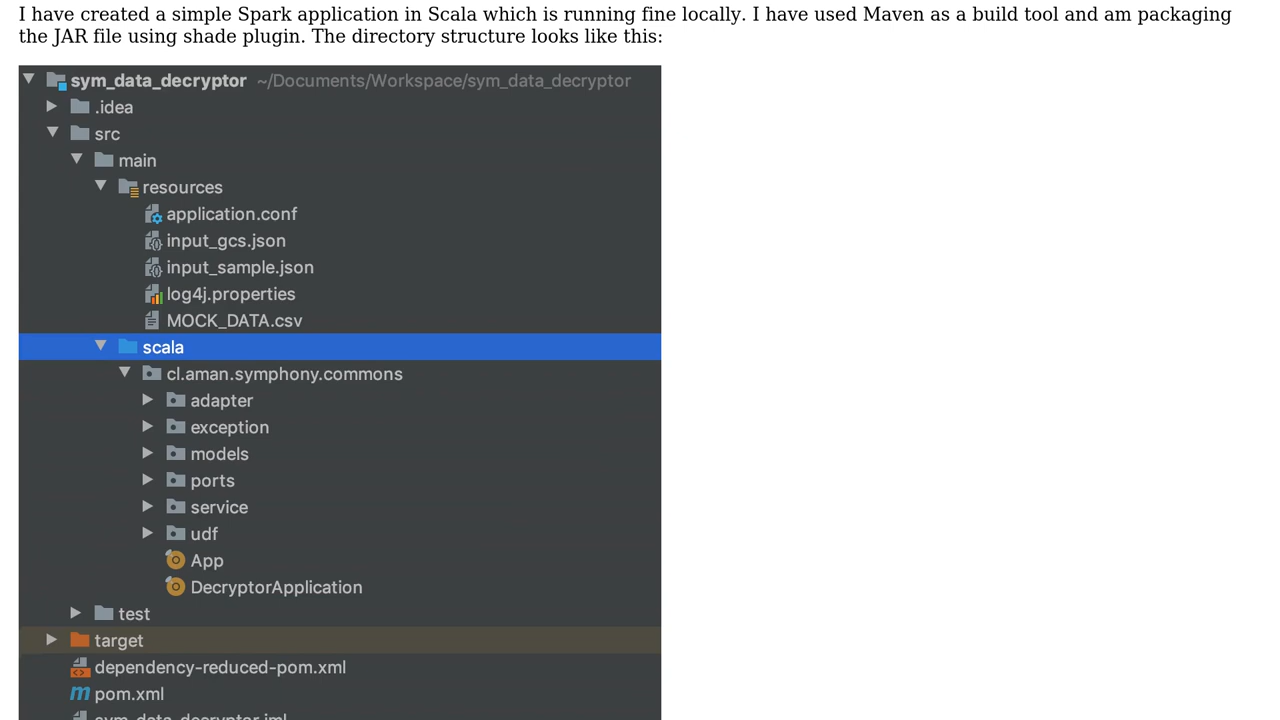 I have created a simple Spark application in Scala which is running fine locally. I have used Maven as a build tool and am packaging
the JAR file using shade plugin. The directory structure looks like this:
sym_data_decryptor ~/Documents/Workspace/sym_data_decryptor
.idea
src
main
resources
application.conf
input_gcs.json
input_sample.json
log4j.properties
MOCK_DATA.csv
scala
cl.aman.symphony.commons
adapter
exception
models
ports
service
udf
App
DecryptorApplication
test
target
dependency-reduced-pom.xml
pom.xml
sym_data_decryptor.iml